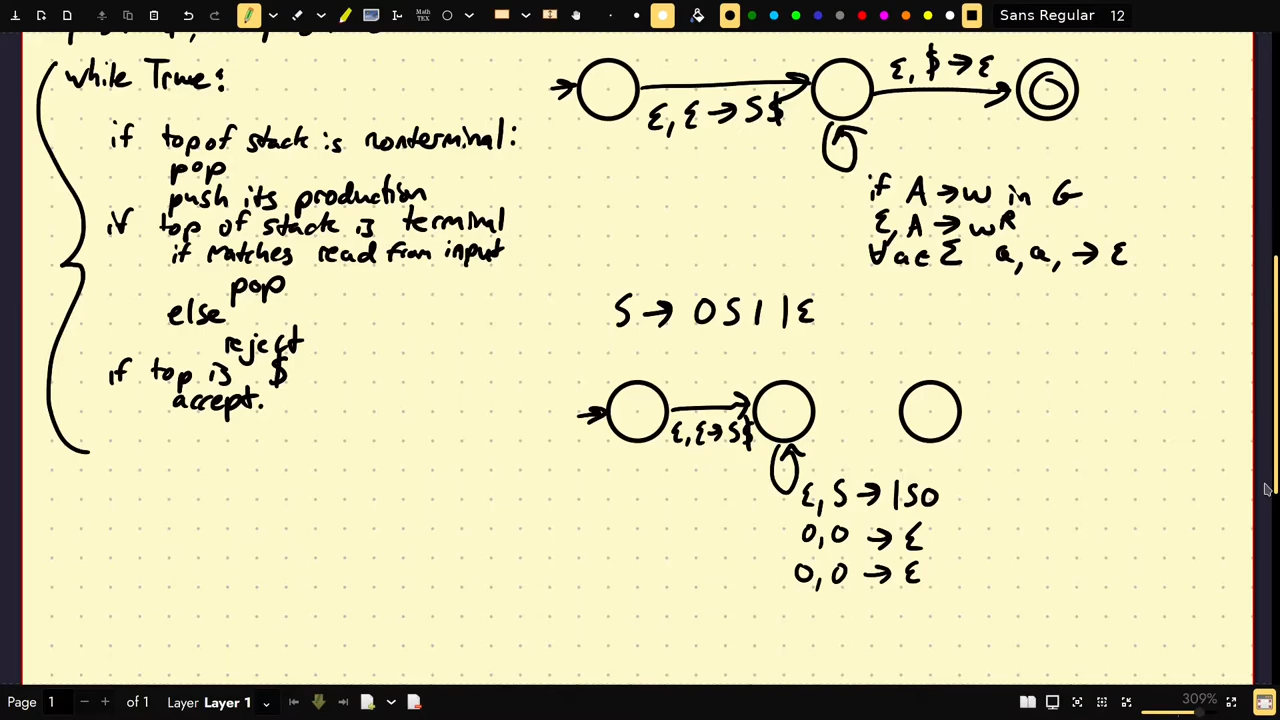 Sans Regular 12
while True:
if top of stack is nonterminal:
pop
push its production
if top of stack is terminal
if matches read from input
pop
else
reject
if top is $
accept.
ε, ε → S$
ε, $ → ε
if A → w in G
ε, A → wᴿ
∀a∈Σ a, a, → ε
S → 0S1 | ε
ε, ε → S$
ε, S → 1S0
0,0 → ε
0,0 → ε
Page 1 of 1 Layer Layer 1 309%